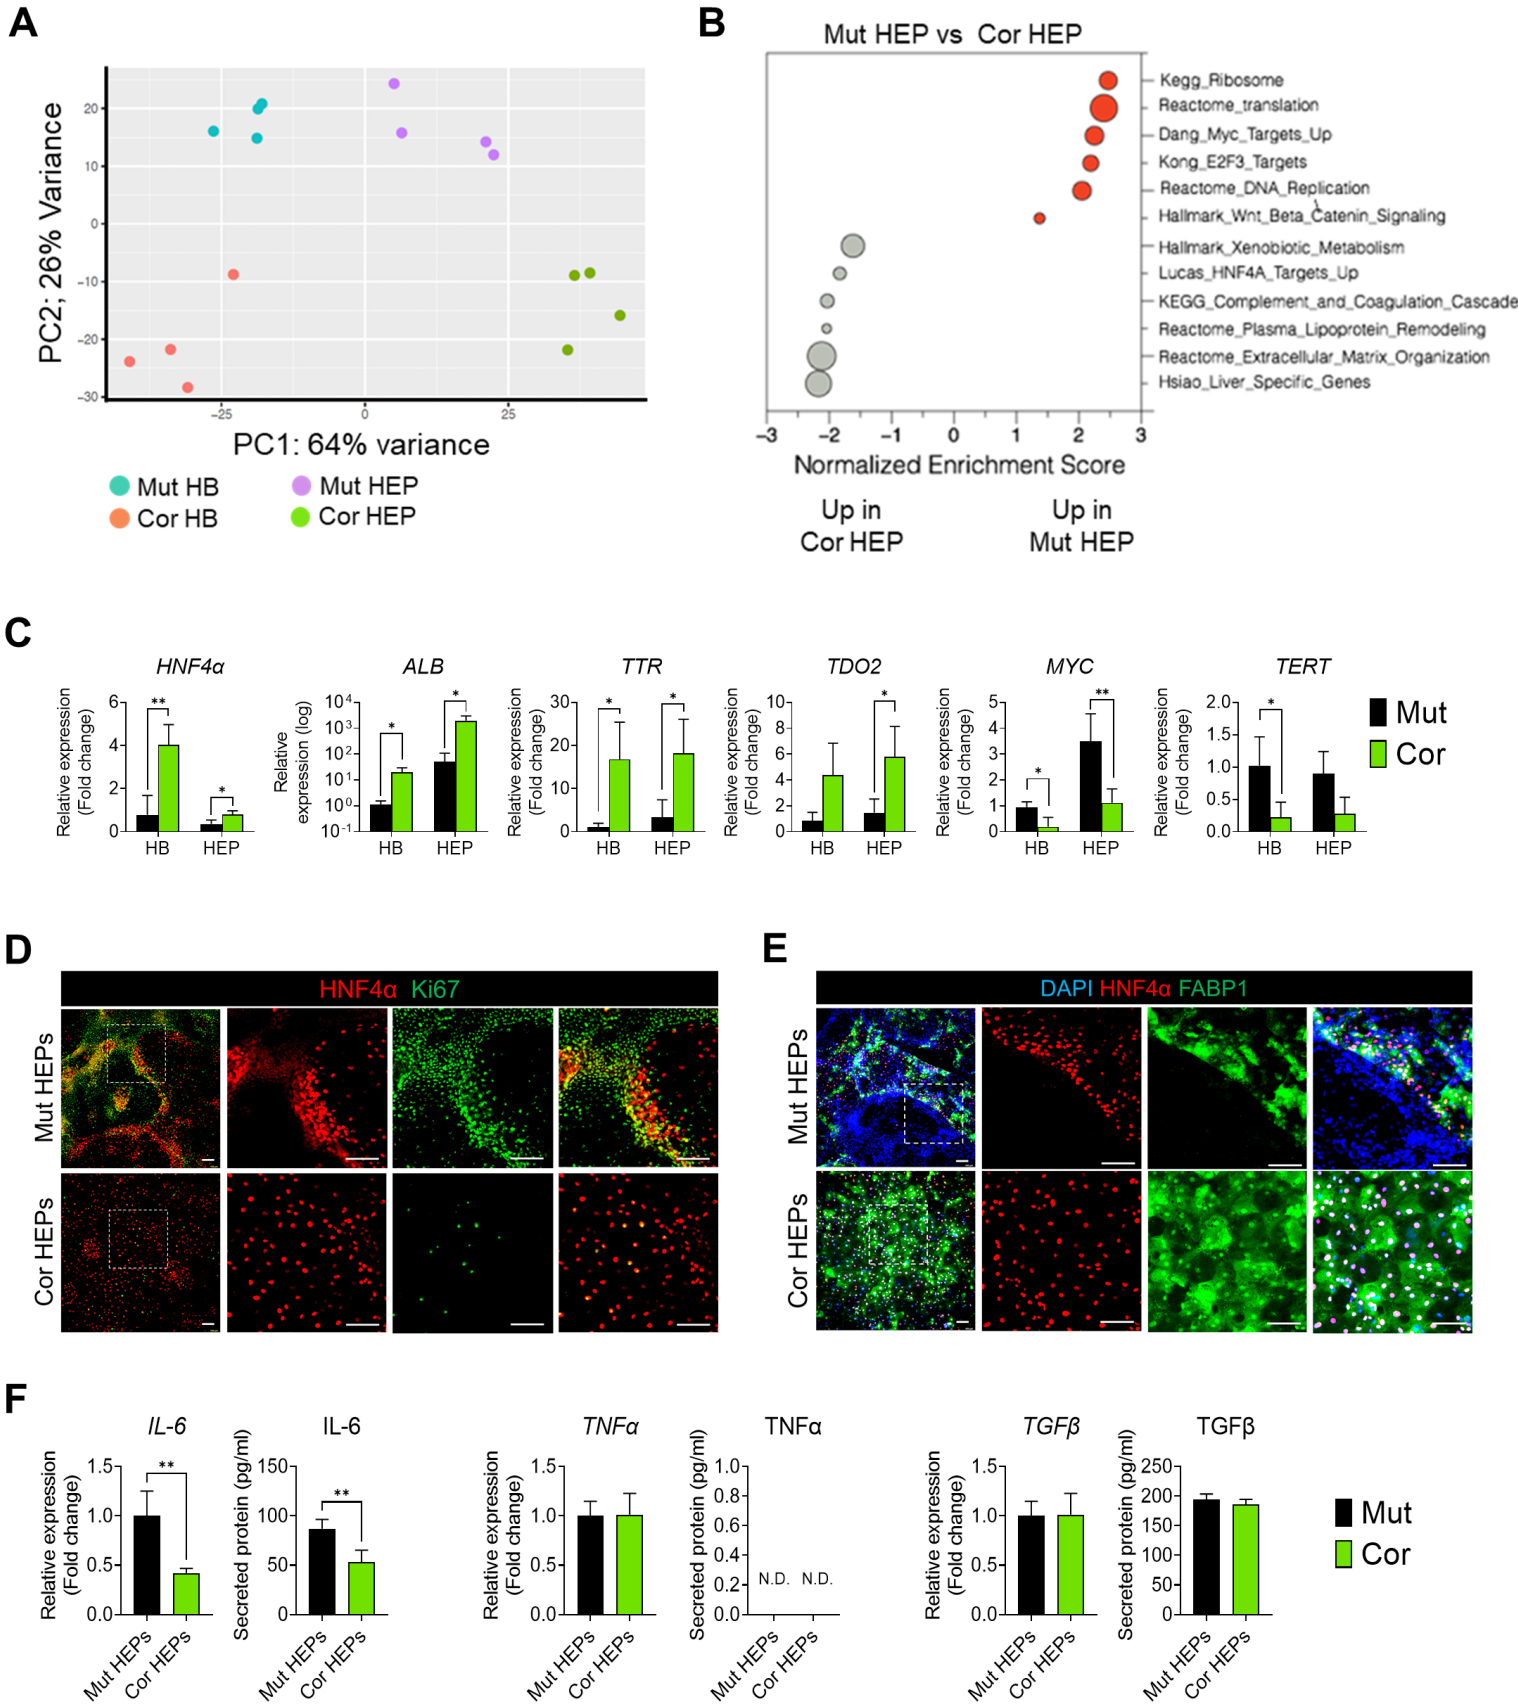 A
PC2; 26% Variance
20
10
0
−10
−20
−30
−25
0
25
PC1: 64% variance
Mut HB
Mut HEP
Cor HB
Cor HEP
B
Mut HEP vs Cor HEP
Kegg_Ribosome
Reactome_translation
Dang_Myc_Targets_Up
Kong_E2F3_Targets
Reactome_DNA_Replication
Hallmark_Wnt_Beta_Catenin_Signaling
Hallmark_Xenobiotic_Metabolism
Lucas_HNF4A_Targets_Up
KEGG_Complement_and_Coagulation_Cascade
Reactome_Plasma_Lipoprotein_Remodeling
Reactome_Extracellular_Matrix_Organization
Hsiao_Liver_Specific_Genes
−3 −2 −1 0 1 2 3
Normalized Enrichment Score
Up in
Cor HEP
Up in
Mut HEP
C
HNF4α
Relative expression
(Fold change)
6
4
2
0
**
*
HB HEP
ALB
Relative
expression (log)
10⁴
10³
10²
10¹
10⁰
10⁻¹
*
*
HB HEP
TTR
Relative expression
(Fold change)
30
20
10
0
*
*
HB HEP
TDO2
Relative expression
(Fold change)
10
8
6
4
2
0
*
HB HEP
MYC
Relative expression
(Fold change)
5
4
3
2
1
0
*
**
HB HEP
TERT
Relative expression
(Fold change)
2.0
1.5
1.0
0.5
0.0
*
HB HEP
Mut
Cor
D
HNF4α Ki67
Mut HEPs
Cor HEPs
E
DAPI HNF4α FABP1
Mut HEPs
Cor HEPs
F
IL-6
Relative expression
(Fold change)
1.5
1.0
0.5
0.0
**
Mut HEPs
Cor HEPs
IL-6
Secreted protein (pg/ml)
150
100
50
0
**
Mut HEPs
Cor HEPs
TNFα
Relative expression
(Fold change)
1.5
1.0
0.5
0.0
Mut HEPs
Cor HEPs
TNFα
Secreted protein (pg/ml)
1.0
0.8
0.6
0.4
0.2
0.0
N.D. N.D.
Mut HEPs
Cor HEPs
TGFβ
Relative expression
(Fold change)
1.5
1.0
0.5
0.0
Mut HEPs
Cor HEPs
TGFβ
Secreted protein (pg/ml)
250
200
150
100
50
0
Mut HEPs
Cor HEPs
Mut
Cor